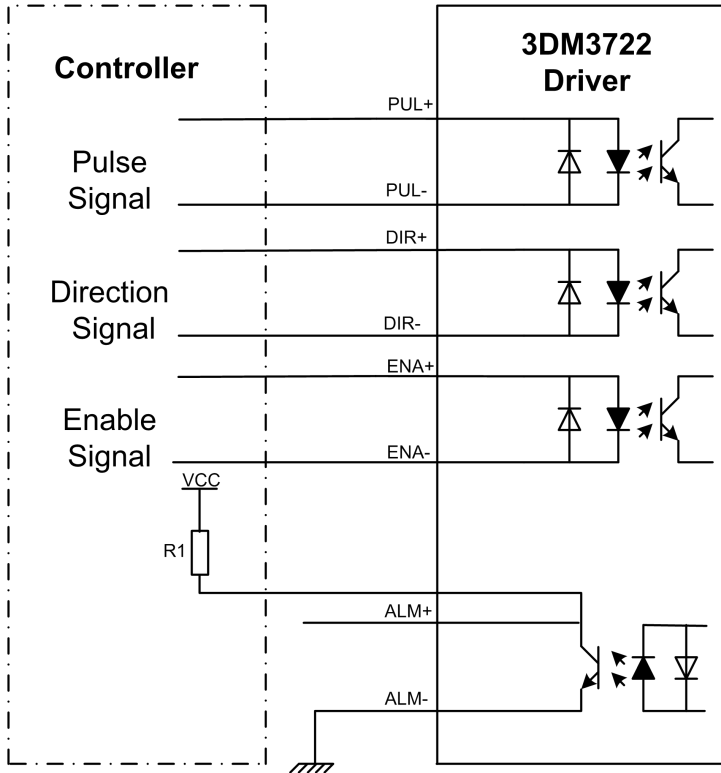 Controller
3DM3722
Driver
PUL+
Pulse
Signal
PUL-
DIR+
Direction
Signal
DIR-
ENA+
Enable
Signal
ENA-
VCC
R1
ALM+
ALM-